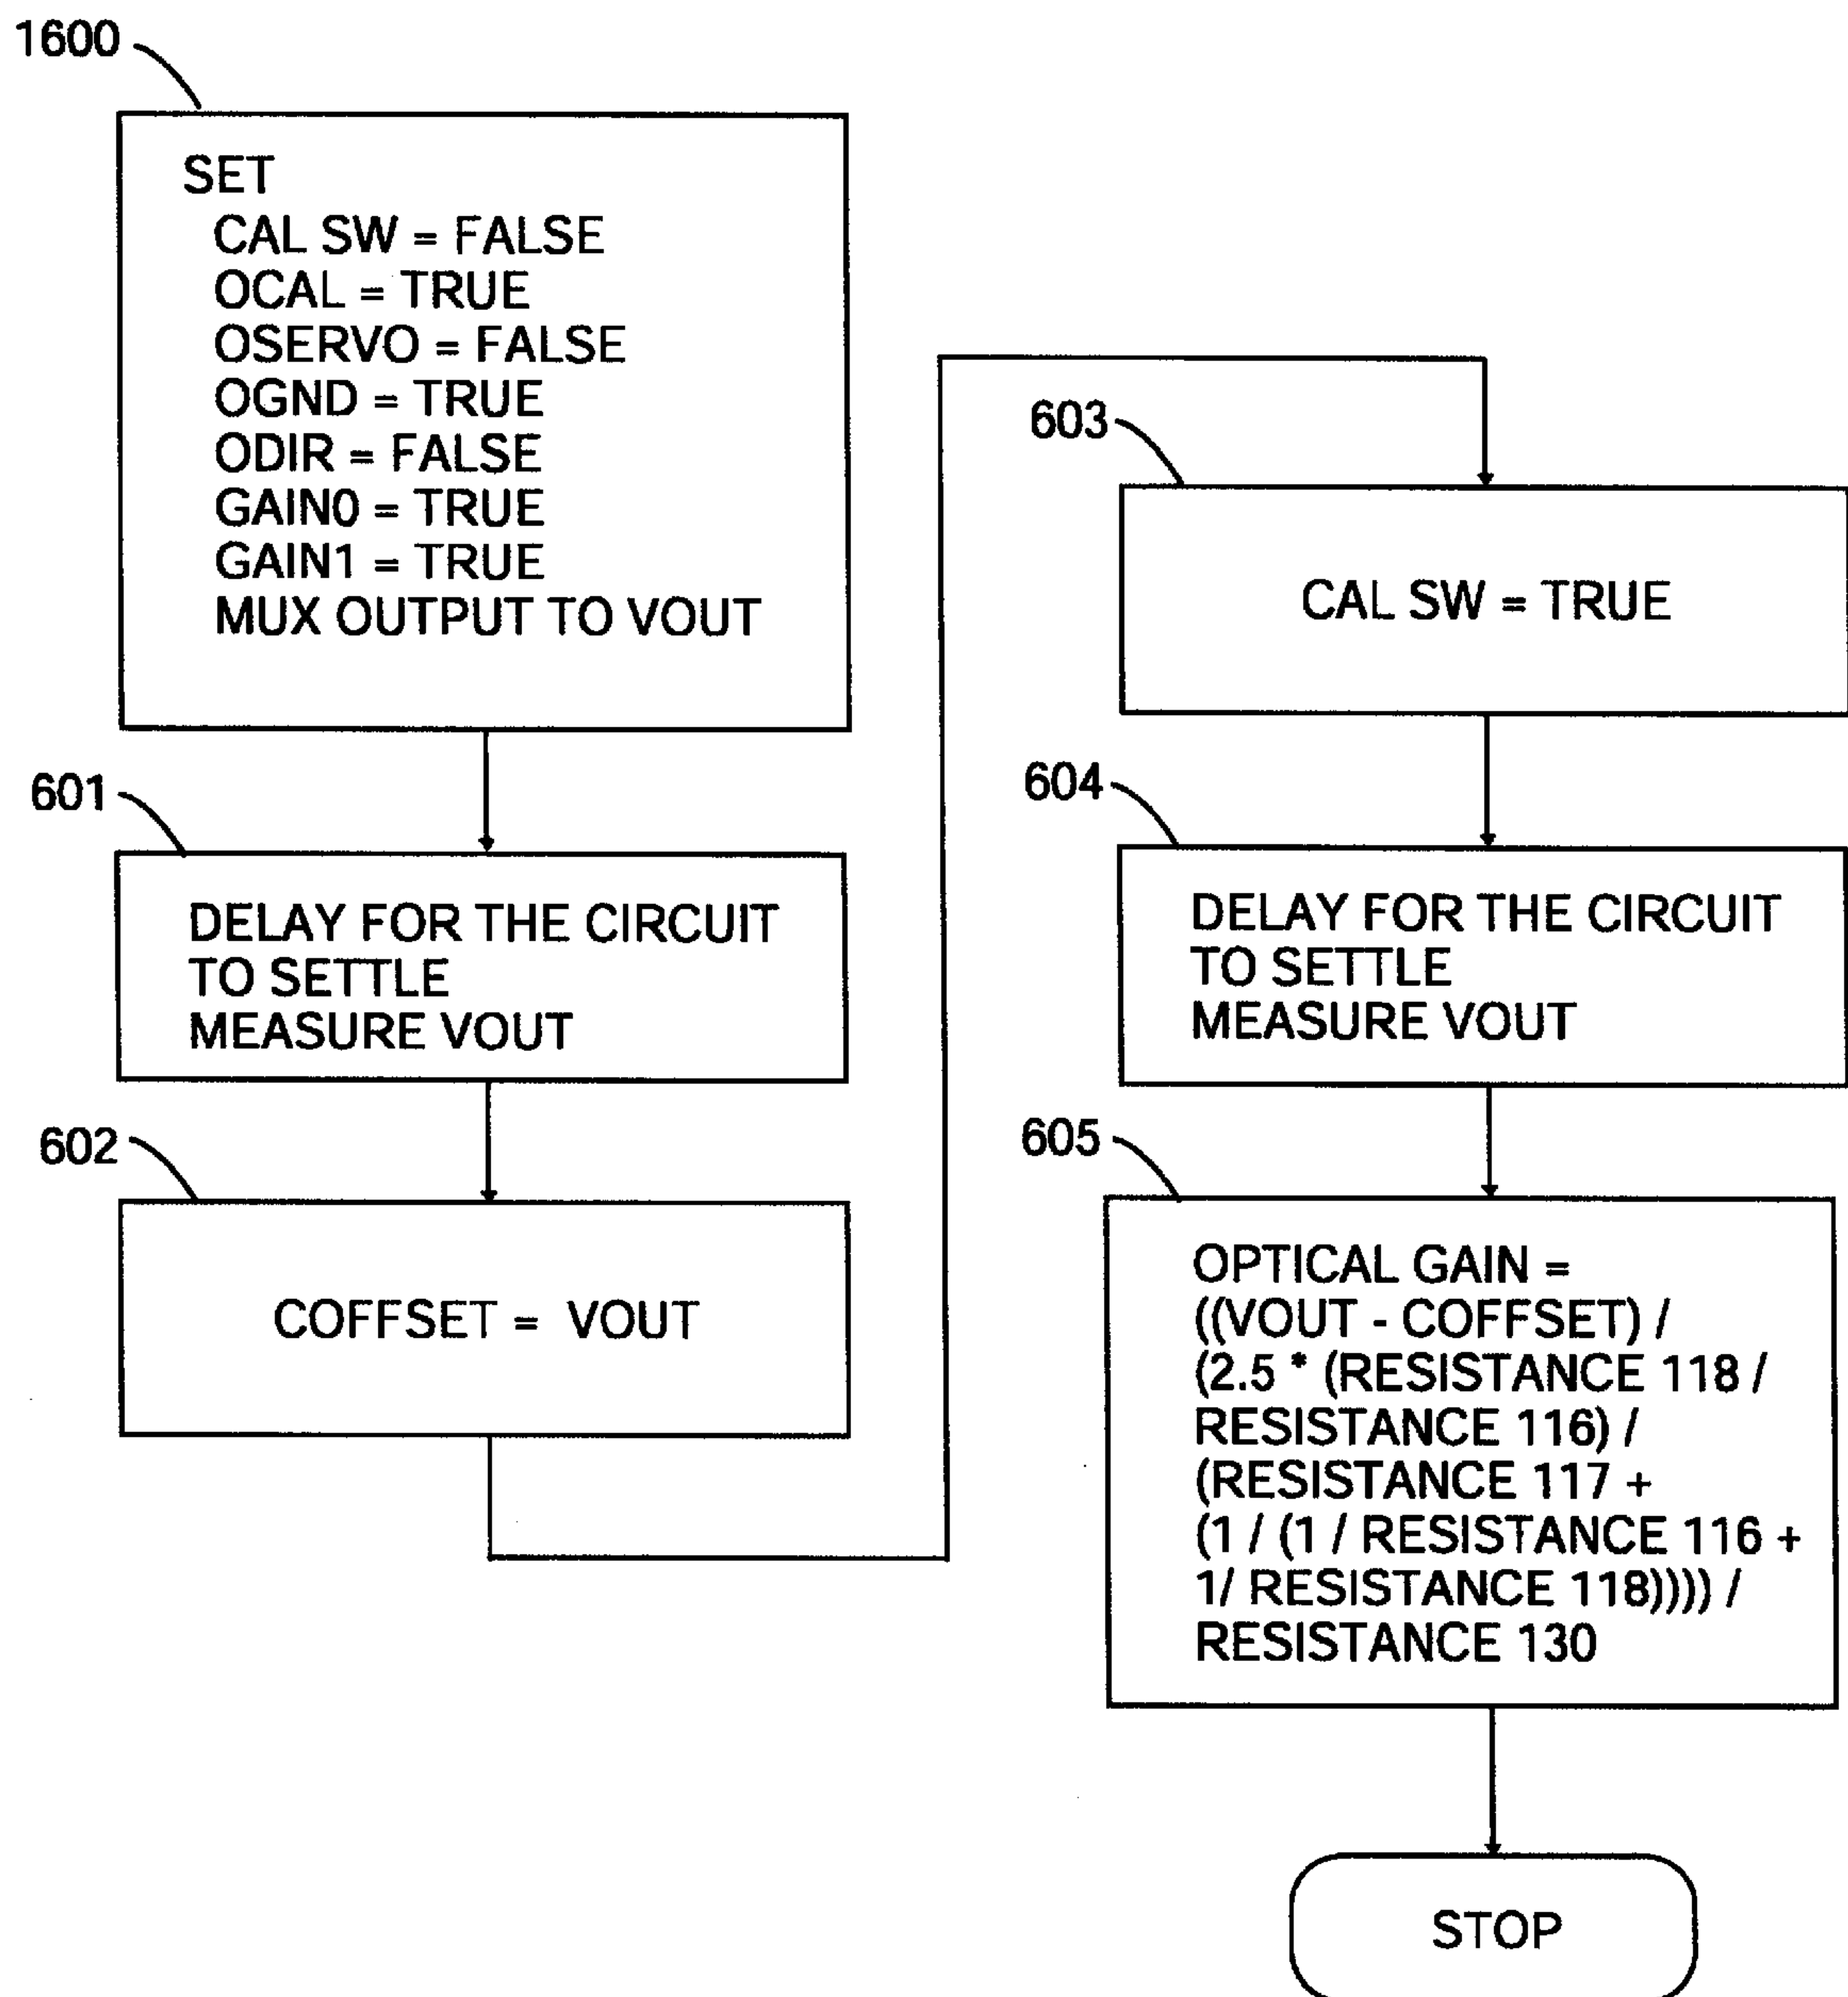 1600
SET
CAL SW = FALSE
OCAL = TRUE
OSERVO = FALSE
OGND = TRUE
ODIR = FALSE
GAIN0 = TRUE
GAIN1 = TRUE
MUX OUTPUT TO VOUT
601
DELAY FOR THE CIRCUIT
TO SETTLE
MEASURE VOUT
602
COFFSET = VOUT
603
CAL SW = TRUE
604
DELAY FOR THE CIRCUIT
TO SETTLE
MEASURE VOUT
605
OPTICAL GAIN =
((VOUT - COFFSET) /
(2.5 * (RESISTANCE 118 /
RESISTANCE 116) /
(RESISTANCE 117 +
(1 / (1 / RESISTANCE 116 +
1/ RESISTANCE 118)))) /
RESISTANCE 130
STOP